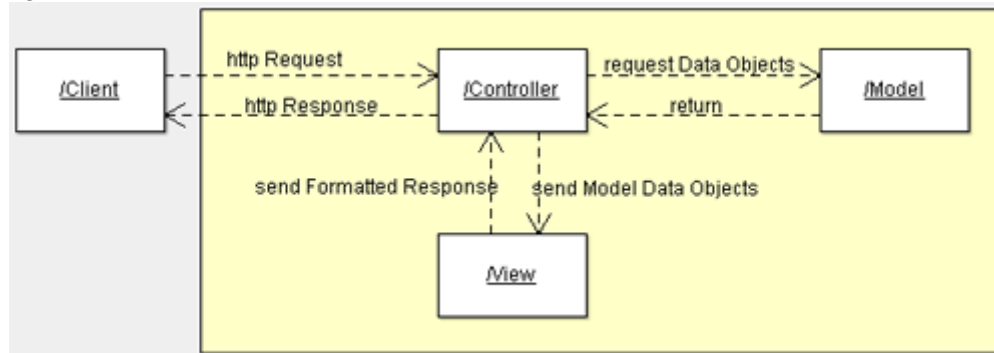 http Request
request Data Objects
/Client
/Controller
/Model
http Response
return
send Formatted Response
send Model Data Objects
/View